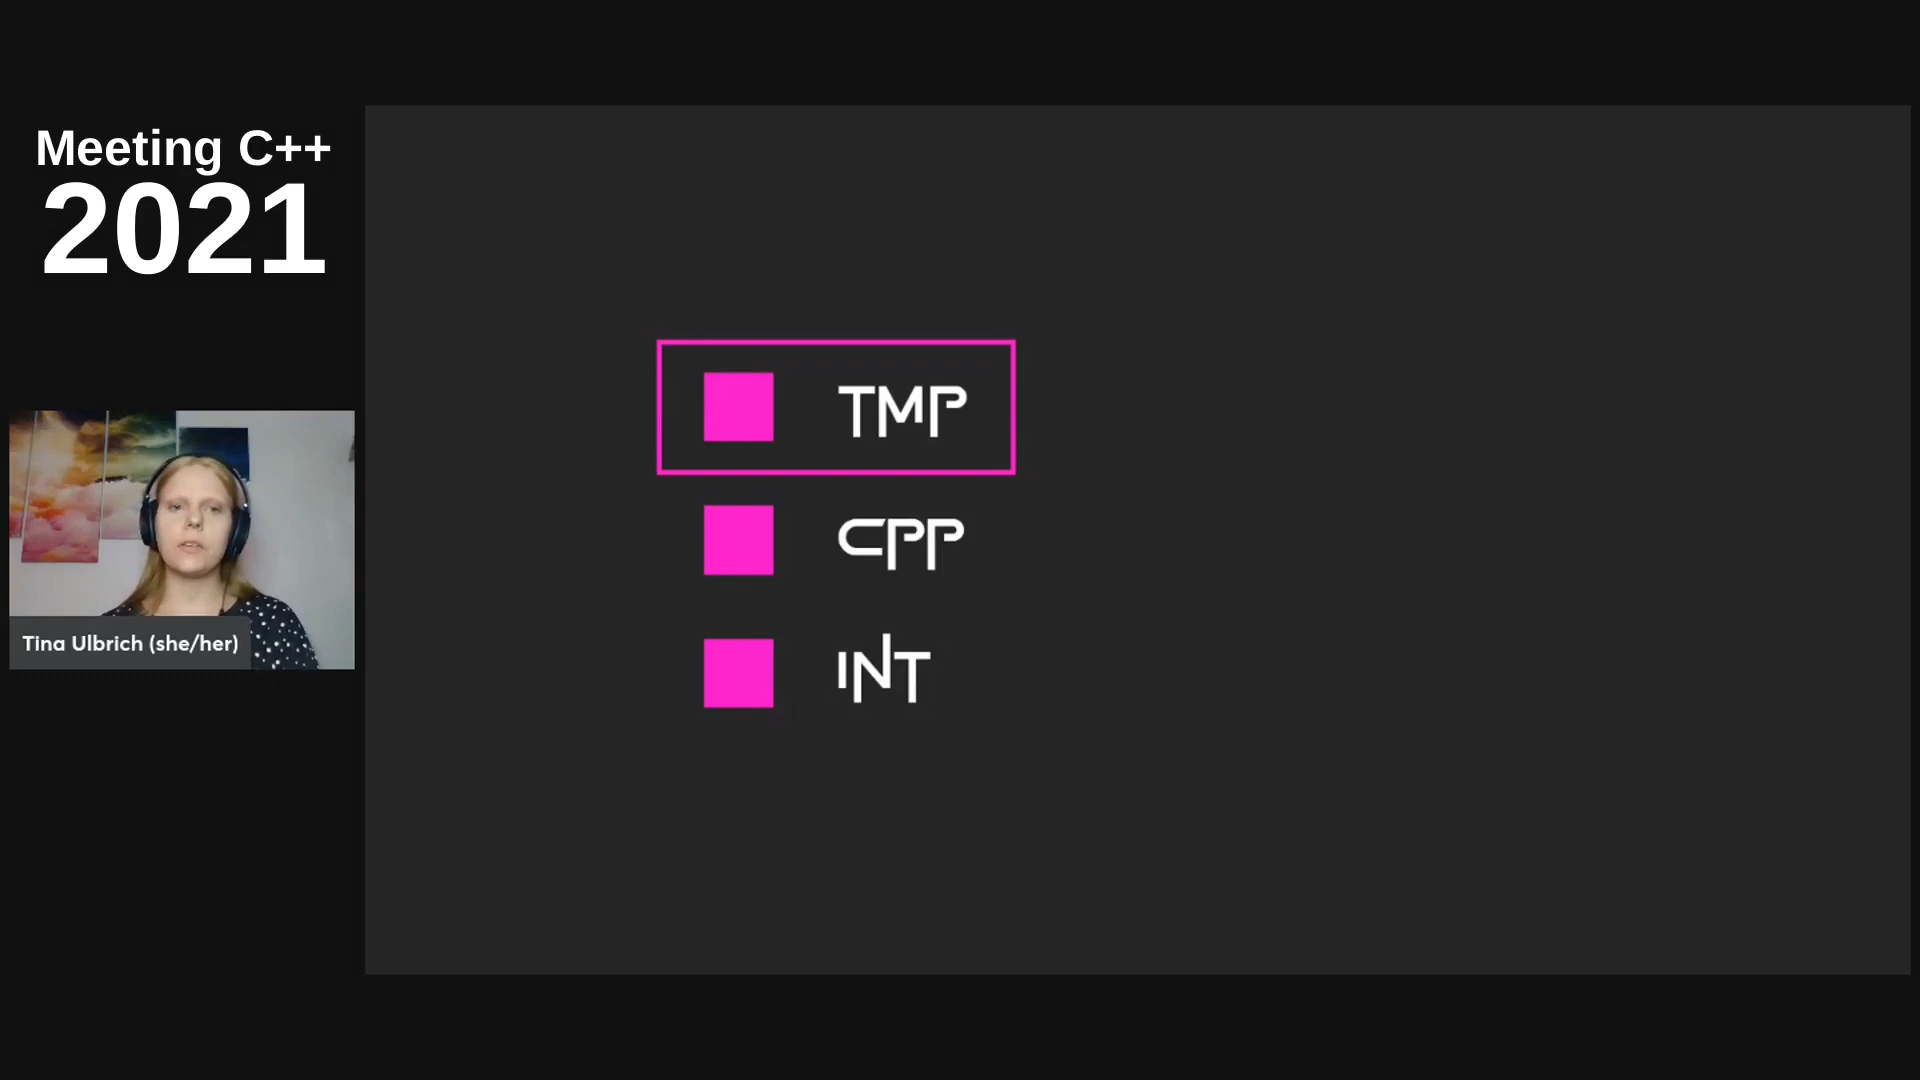 Meeting C++
2021
Tina Ulbrich (she/her)
TMP
CPP
INT